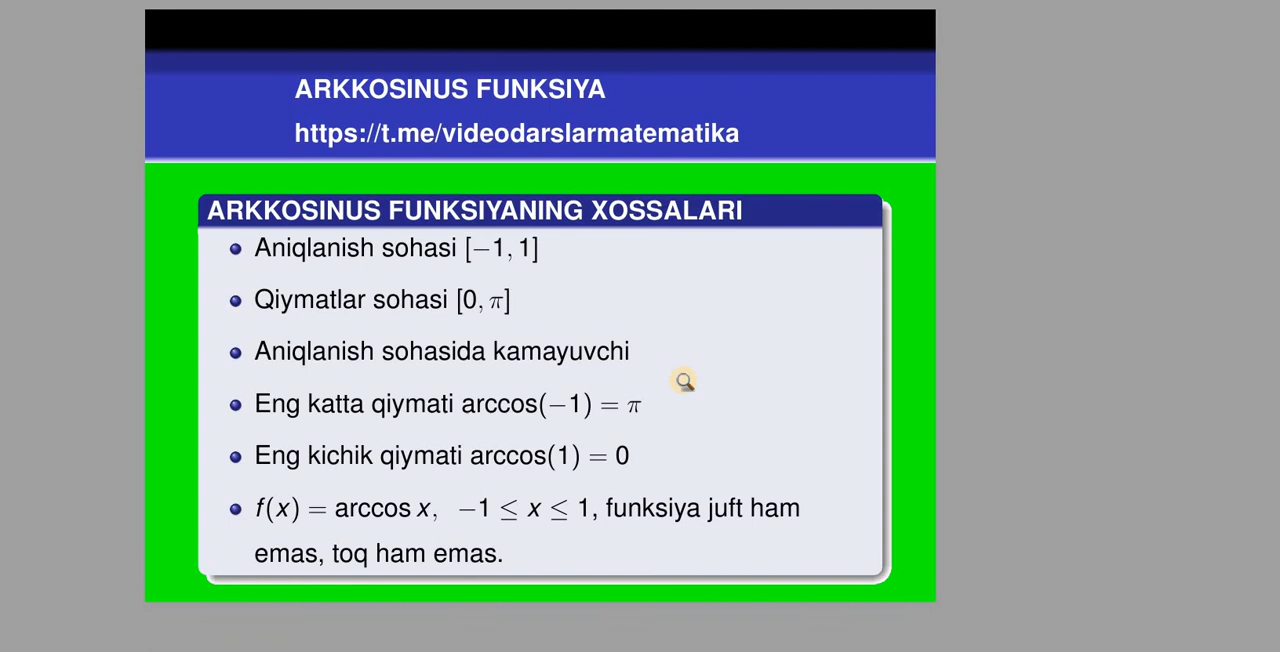 ARKKOSINUS FUNKSIYA
https://t.me/videodarslarmatematika
ARKKOSINUS FUNKSIYANING XOSSALARI
Aniqlanish sohasi [−1, 1]
Qiymatlar sohasi [0, π]
Aniqlanish sohasida kamayuvchi
Eng katta qiymati arccos(−1) = π
Eng kichik qiymati arccos(1) = 0
f(x) = arccos x, −1 ≤ x ≤ 1, funksiya juft ham
emas, toq ham emas.